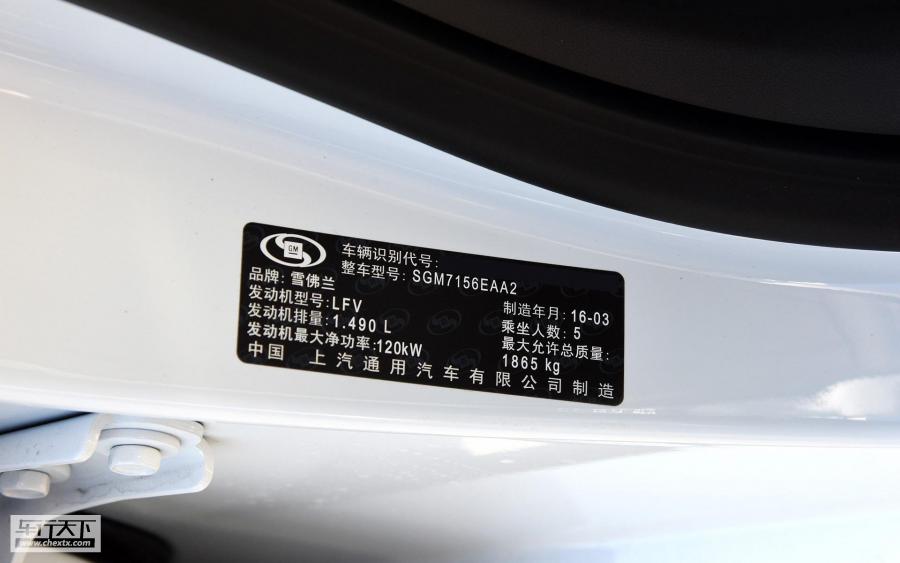 GM
车辆识别代号:
整车型号: SGM7156EAA2
品牌: 雪佛兰
发动机型号: LFV
制造年月: 16-03
发动机排量: 1.490 L
乘坐人数: 5
发动机最大净功率: 120kW
最大允许总质量:
1865 kg
中国 上汽通用汽车有限公司制造
车行天下
www.chextx.com